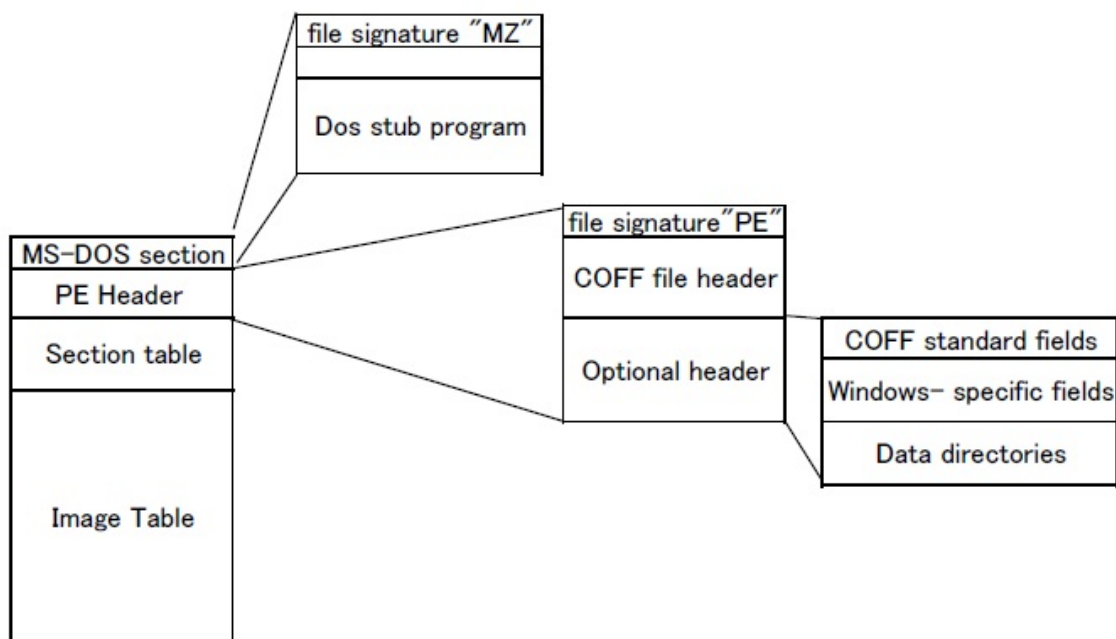 file signature "MZ"
Dos stub program
MS-DOS section
PE Header
Section table
Image Table
file signature"PE"
COFF file header
Optional header
COFF standard fields
Windows- specific fields
Data directories